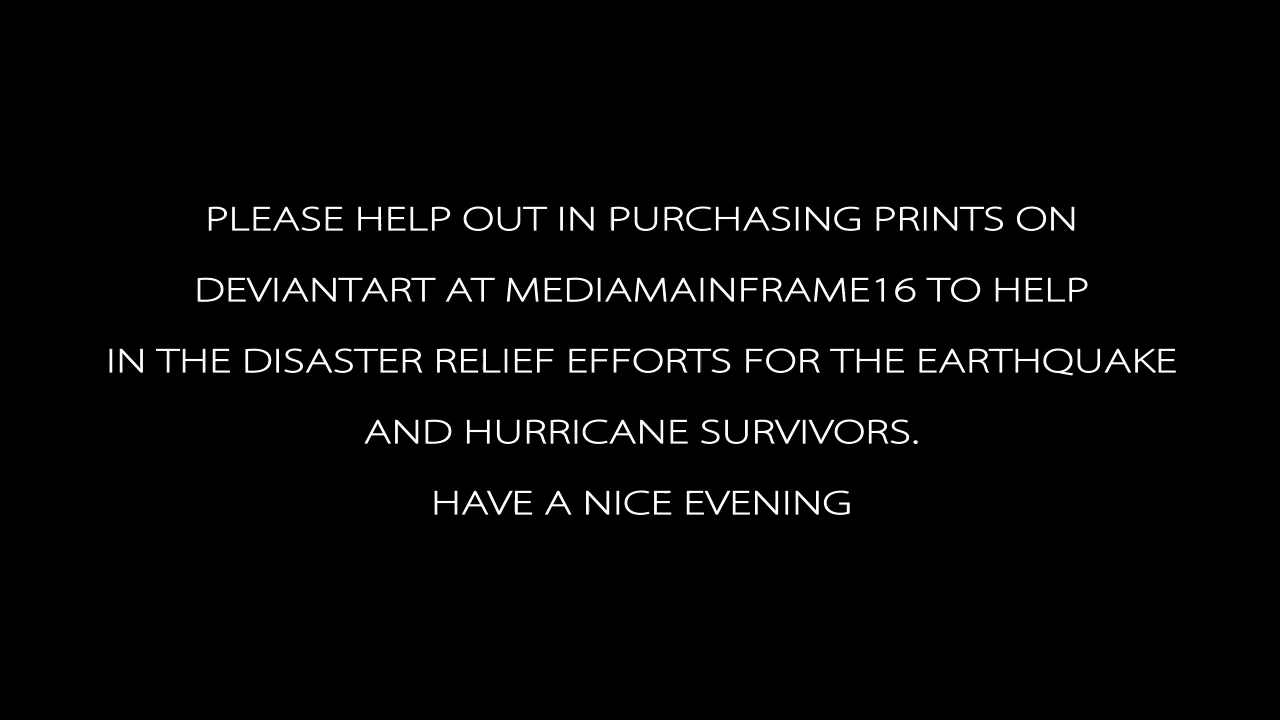 PLEASE HELP OUT IN PURCHASING PRINTS ON
DEVIANTART AT MEDIAMAINFRAME16 TO HELP
IN THE DISASTER RELIEF EFFORTS FOR THE EARTHQUAKE
AND HURRICANE SURVIVORS.
HAVE A NICE EVENING